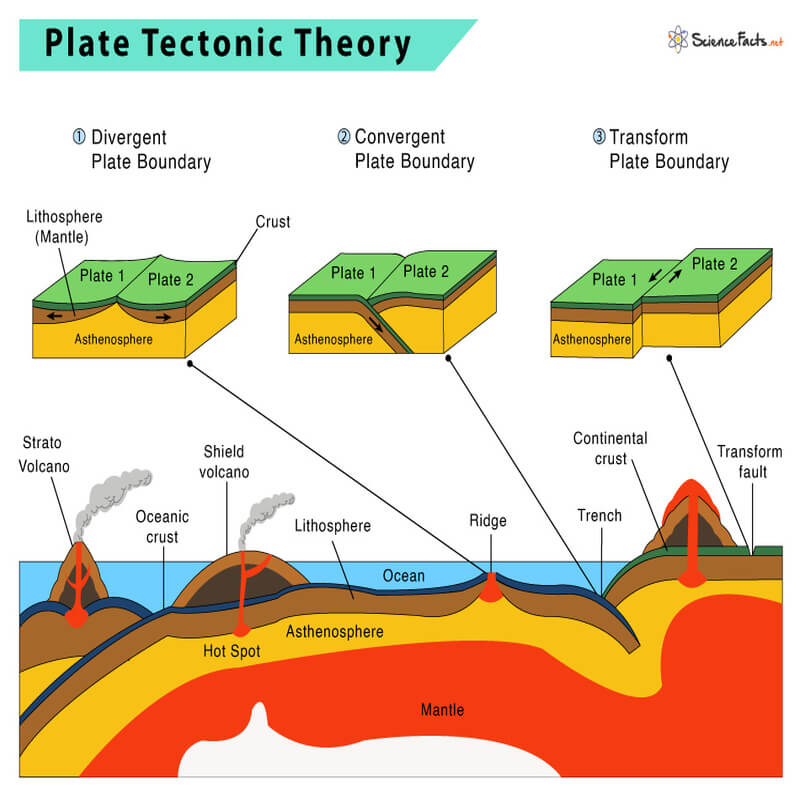 Plate Tectonic Theory
ScienceFacts.net
1 Divergent
Plate Boundary
2 Convergent
Plate Boundary
3 Transform
Plate Boundary
Lithosphere
(Mantle)
Crust
Plate 1
Plate 2
Asthenosphere
Plate 1
Plate 2
Asthenosphere
Plate 1
Plate 2
Asthenosphere
Strato
Volcano
Oceanic
crust
Shield
volcano
Lithosphere
Ridge
Trench
Continental
crust
Transform
fault
Ocean
Asthenosphere
Hot Spot
Mantle